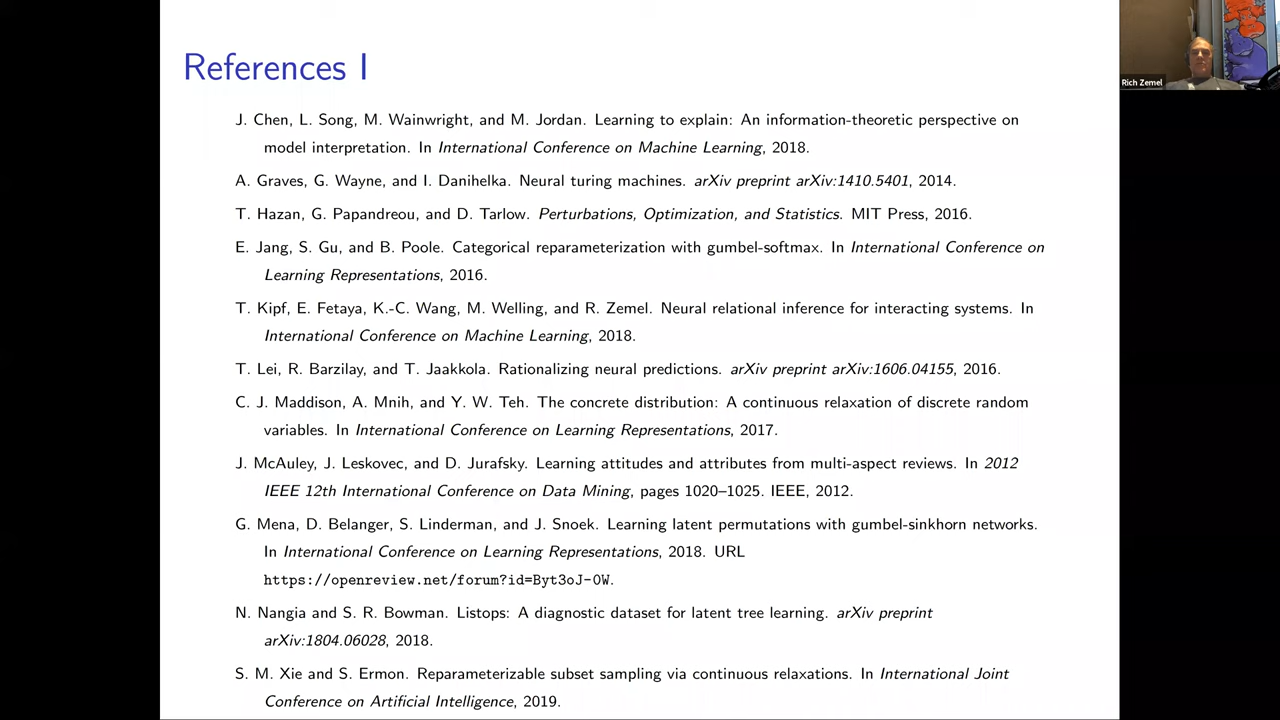 References I
Rich Zemel
J. Chen, L. Song, M. Wainwright, and M. Jordan. Learning to explain: An information-theoretic perspective on
model interpretation. In International Conference on Machine Learning, 2018.
A. Graves, G. Wayne, and I. Danihelka. Neural turing machines. arXiv preprint arXiv:1410.5401, 2014.
T. Hazan, G. Papandreou, and D. Tarlow. Perturbations, Optimization, and Statistics. MIT Press, 2016.
E. Jang, S. Gu, and B. Poole. Categorical reparameterization with gumbel-softmax. In International Conference on
Learning Representations, 2016.
T. Kipf, E. Fetaya, K.-C. Wang, M. Welling, and R. Zemel. Neural relational inference for interacting systems. In
International Conference on Machine Learning, 2018.
T. Lei, R. Barzilay, and T. Jaakkola. Rationalizing neural predictions. arXiv preprint arXiv:1606.04155, 2016.
C. J. Maddison, A. Mnih, and Y. W. Teh. The concrete distribution: A continuous relaxation of discrete random
variables. In International Conference on Learning Representations, 2017.
J. McAuley, J. Leskovec, and D. Jurafsky. Learning attitudes and attributes from multi-aspect reviews. In 2012
IEEE 12th International Conference on Data Mining, pages 1020–1025. IEEE, 2012.
G. Mena, D. Belanger, S. Linderman, and J. Snoek. Learning latent permutations with gumbel-sinkhorn networks.
In International Conference on Learning Representations, 2018. URL
https://openreview.net/forum?id=Byt3oJ-0W.
N. Nangia and S. R. Bowman. Listops: A diagnostic dataset for latent tree learning. arXiv preprint
arXiv:1804.06028, 2018.
S. M. Xie and S. Ermon. Reparameterizable subset sampling via continuous relaxations. In International Joint
Conference on Artificial Intelligence, 2019.